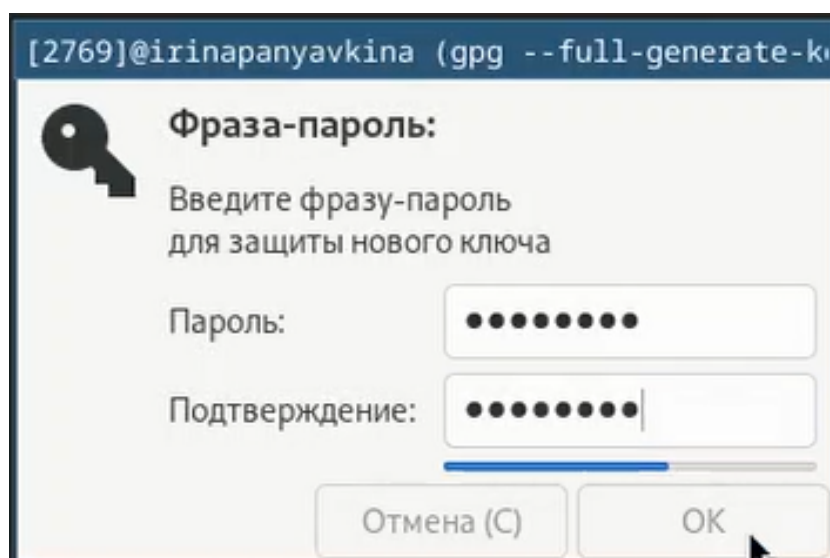 [2769]@irinapanyavkina (gpg --full-generate-k
Фраза-пароль:
Введите фразу-пароль
для защиты нового ключа
Пароль: ●●●●●●●●
Подтверждение: ●●●●●●●●
Отмена (C) OK